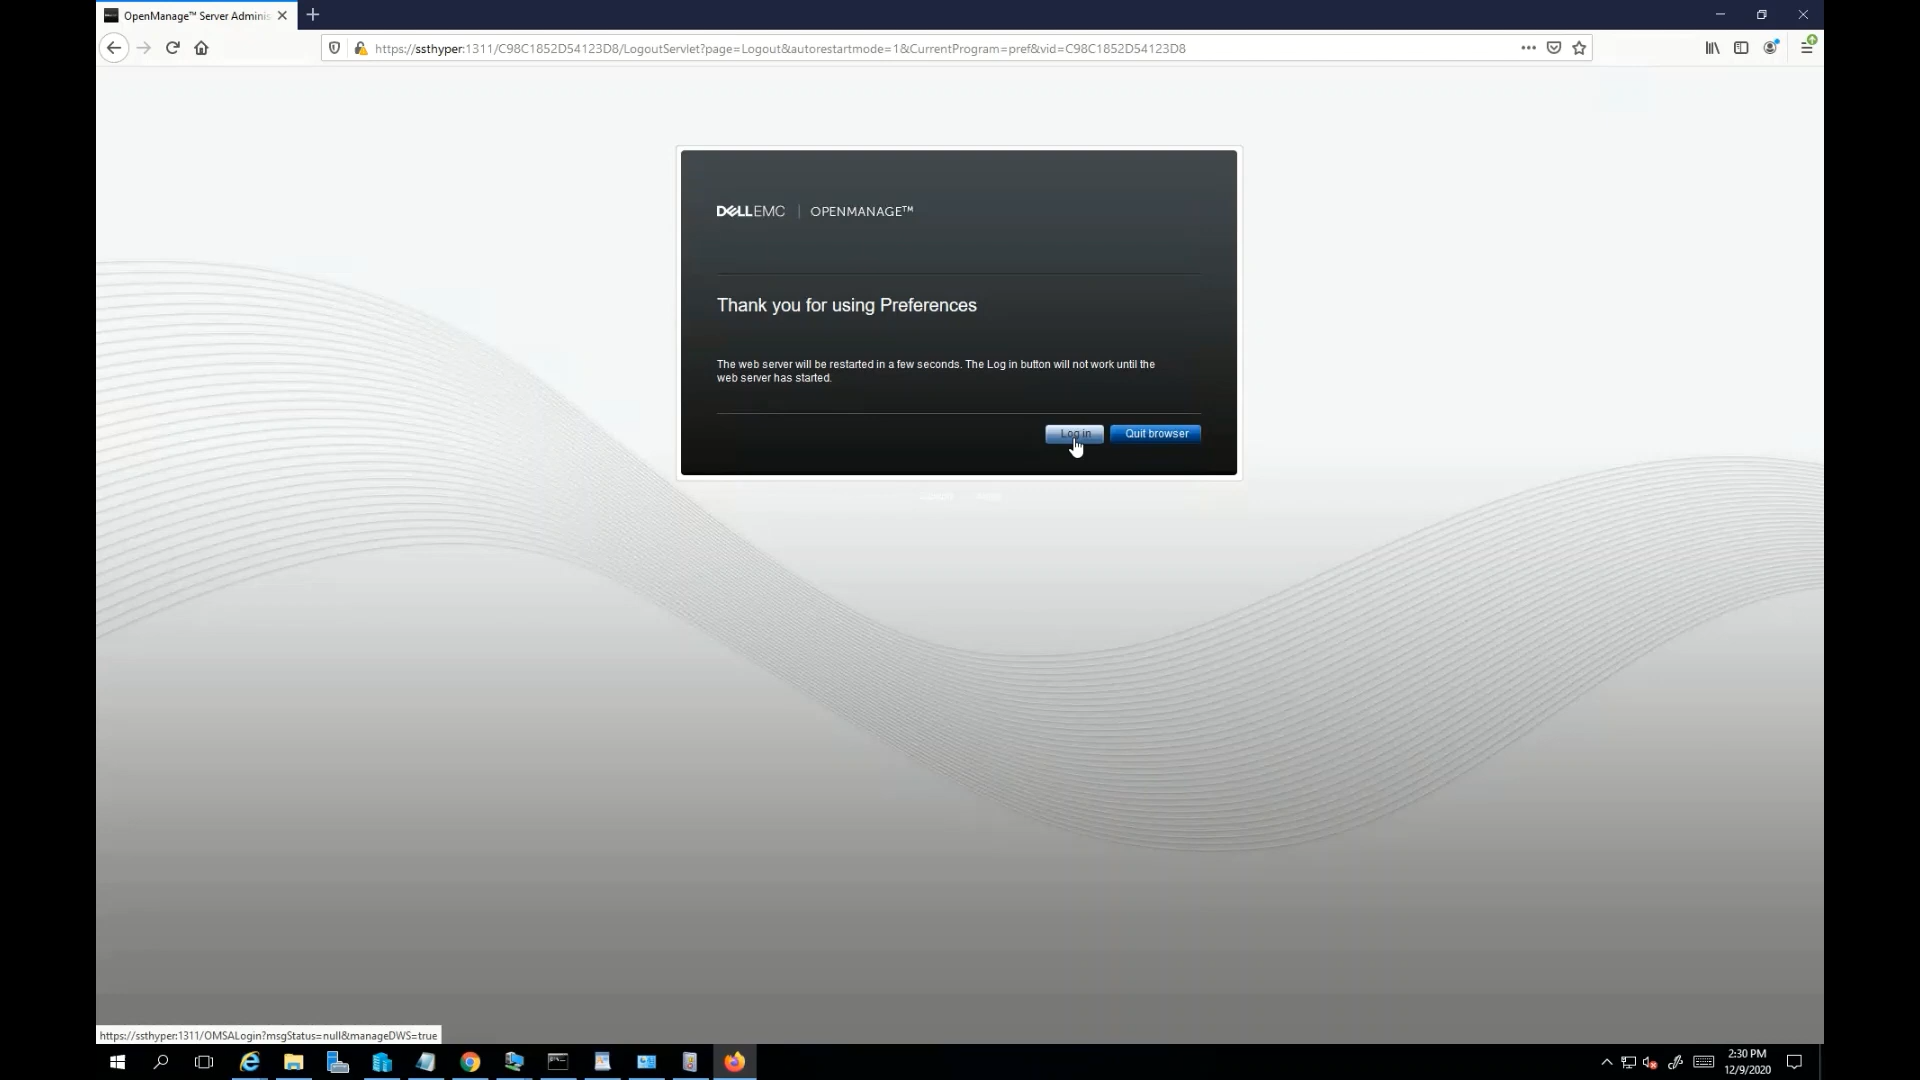 OpenManage™ Server Adminis
https://ssthyper:1311/C98C1852D54123D8/LogoutServlet?page=Logout&autorestartmode=1&CurrentProgram=pref&vid=C98C1852D54123D8
DELLEMC | OPENMANAGE™
Thank you for using Preferences
The web server will be restarted in a few seconds. The Log in button will not work until the
web server has started.
Log in
Quit browser
https://ssthyper:1311/OMSALogin?msgStatus=null&manageDWS=true
2:30 PM
12/9/2020